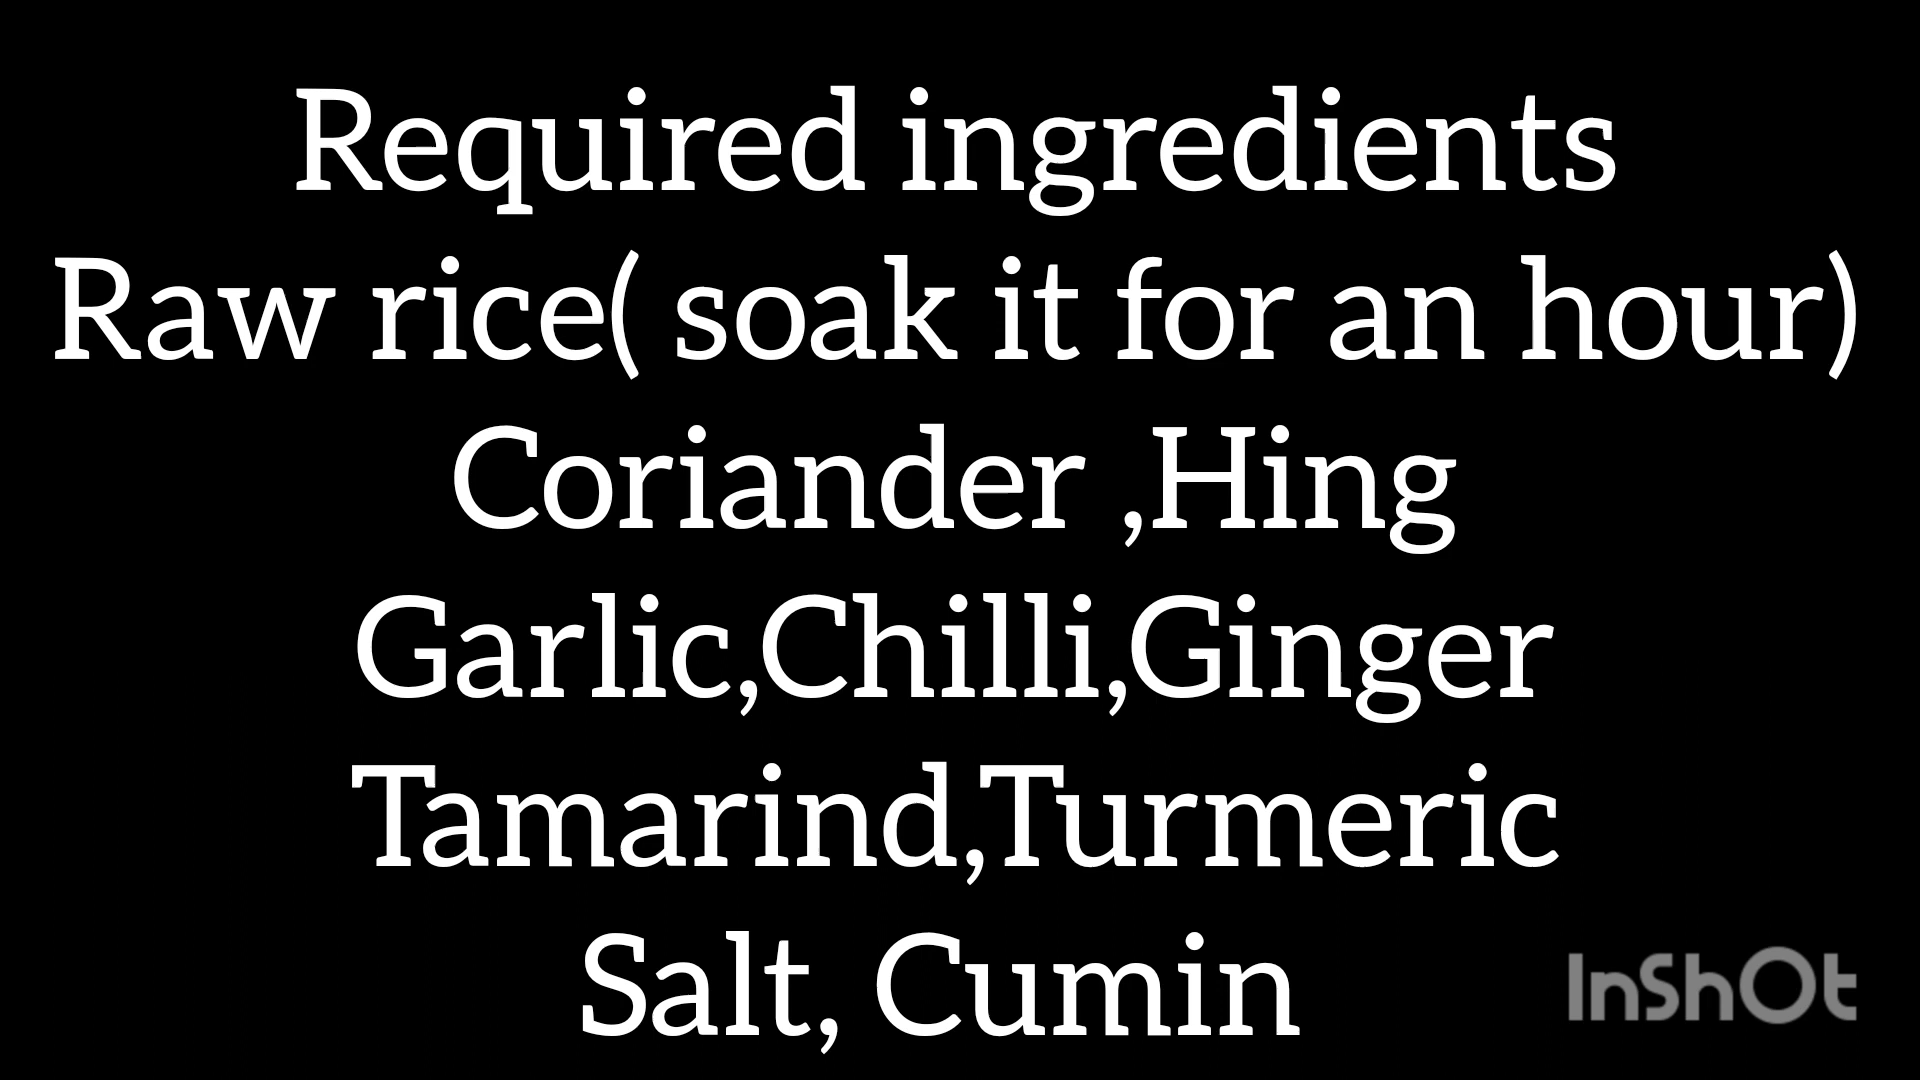 Required ingredients
Raw rice( soak it for an hour)
Coriander ,Hing
Garlic,Chilli,Ginger
Tamarind,Turmeric
Salt, Cumin
InShOt